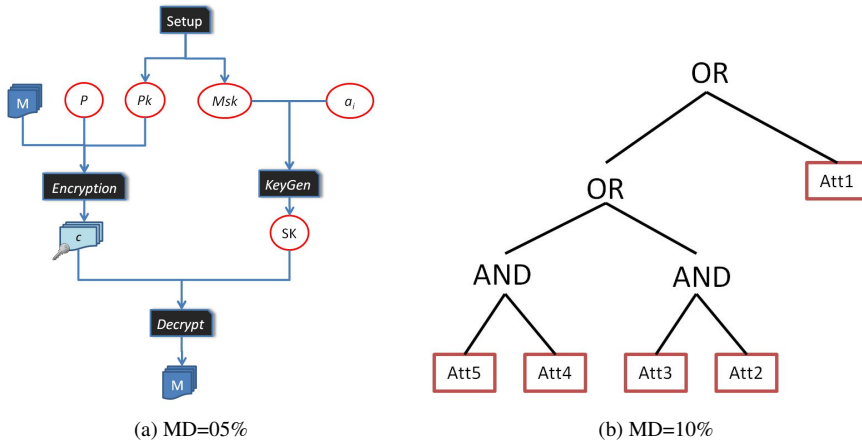 Setup
M
P
Pk
Msk
ai
Encryption
KeyGen
c
SK
Decrypt
M
(a) MD=05%
OR
Att1
OR
AND
AND
Att5
Att4
Att3
Att2
(b) MD=10%